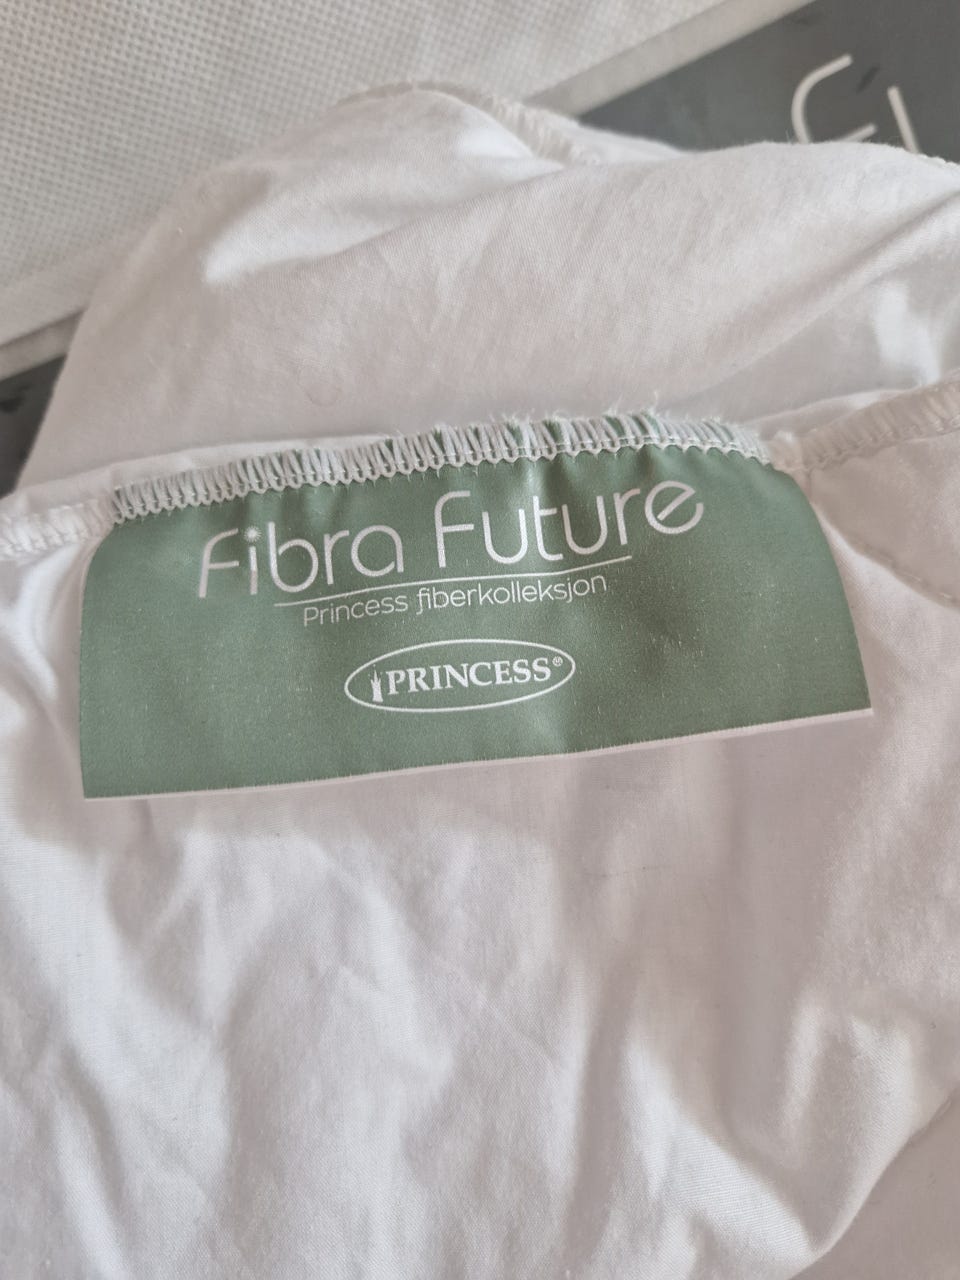 Fibra Future
Princess fiberkolleksjon
PRINCESS®